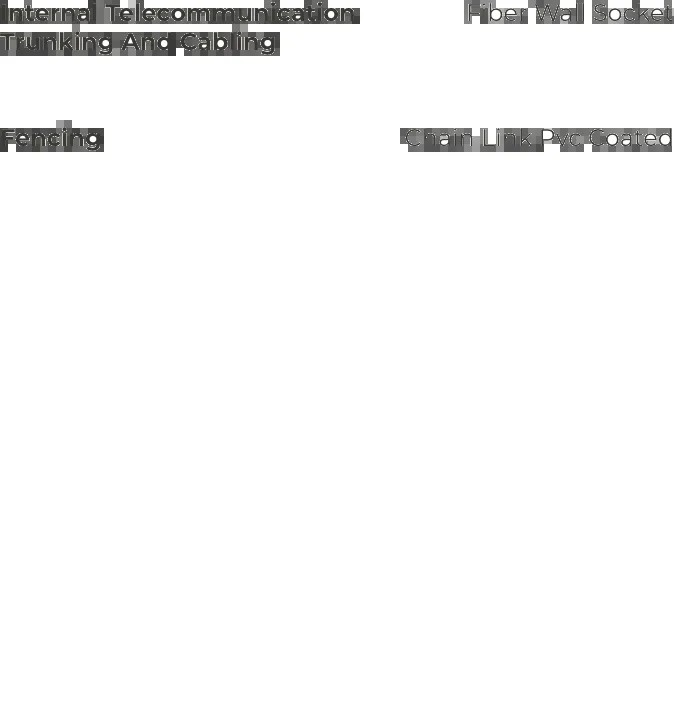 Internal Telecommunication Fiber Wall Socket
Trunking And Cabling
Fencing Chain Link Pvc Coated